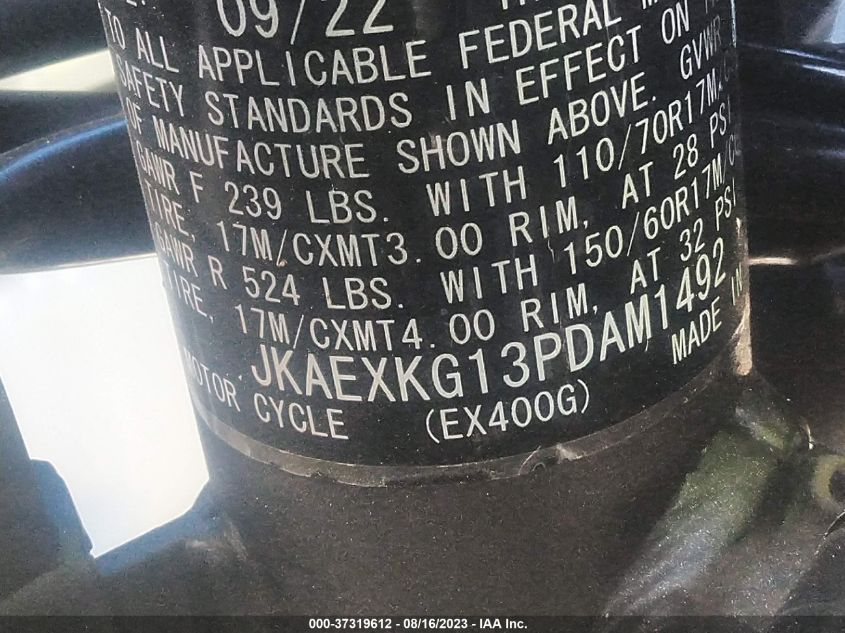 09/22
TO ALL APPLICABLE FEDERAL
SAFETY STANDARDS IN EFFECT ON
OF MANUFACTURE SHOWN ABOVE. GVWR
GAWR F 239 LBS. WITH 110/70R17M/C
TIRE, 17M/CXMT3.00 RIM, AT 28 PSI
GAWR R 524 LBS. WITH 150/60R17M/C
TIRE, 17M/CXMT4.00 RIM, AT 32 PSI
JKAEXKG13PDAM1492
MOTOR CYCLE (EX400G) MADE IN
000-37319612 - 08/16/2023 - IAA Inc.